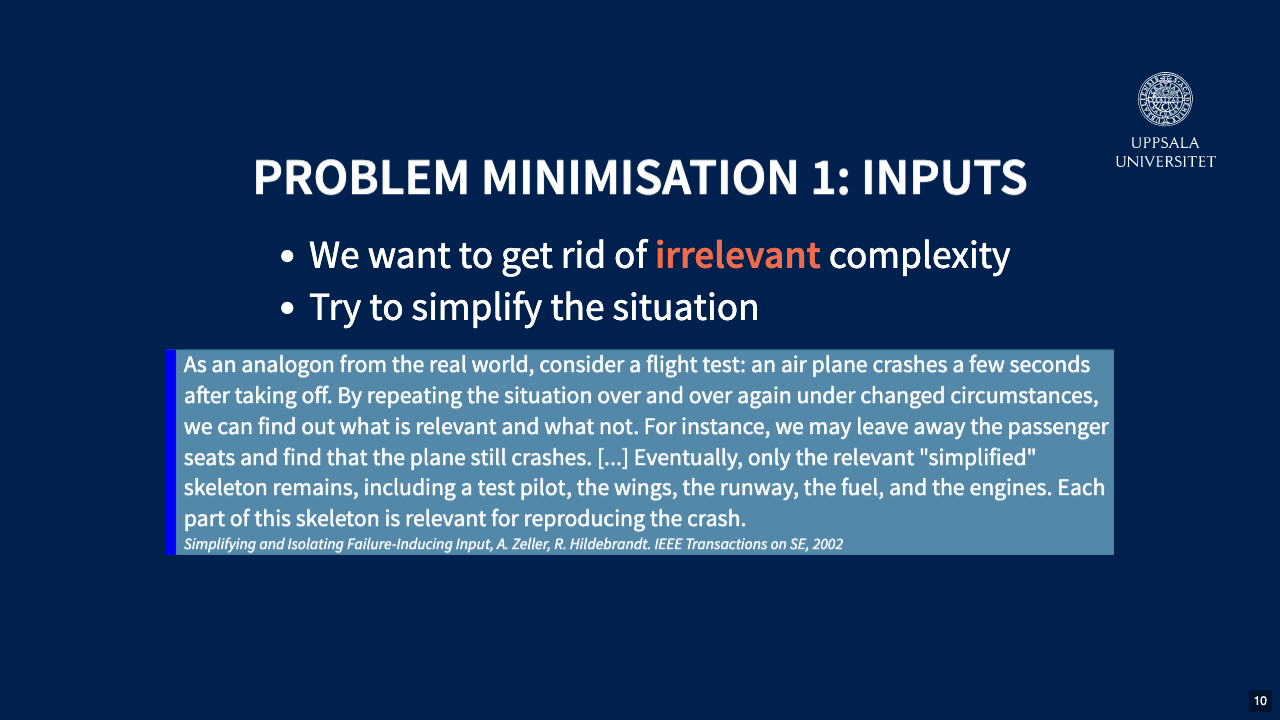 UPPSALA
UNIVERSITET
PROBLEM MINIMISATION 1: INPUTS
• We want to get rid of irrelevant complexity
• Try to simplify the situation
As an analogon from the real world, consider a flight test: an air plane crashes a few seconds
after taking off. By repeating the situation over and over again under changed circumstances,
we can find out what is relevant and what not. For instance, we may leave away the passenger
seats and find that the plane still crashes. [...] Eventually, only the relevant "simplified"
skeleton remains, including a test pilot, the wings, the runway, the fuel, and the engines. Each
part of this skeleton is relevant for reproducing the crash.
Simplifying and Isolating Failure-Inducing Input, A. Zeller, R. Hildebrandt. IEEE Transactions on SE, 2002
10